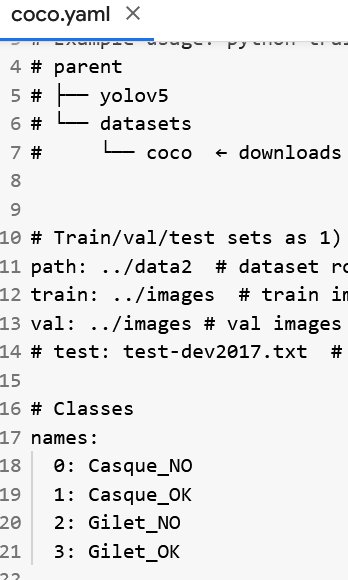 coco.yaml ×
3 # Example usage: python trai
4 # parent
5 # ├── yolov5
6 # └── datasets
7 #     └── coco  ← downloads
8
9
10 # Train/val/test sets as 1)
11 path: ../data2  # dataset ro
12 train: ../images  # train im
13 val: ../images # val images
14 # test: test-dev2017.txt  #
15
16 # Classes
17 names:
18   0: Casque_NO
19   1: Casque_OK
20   2: Gilet_NO
21   3: Gilet_OK
22